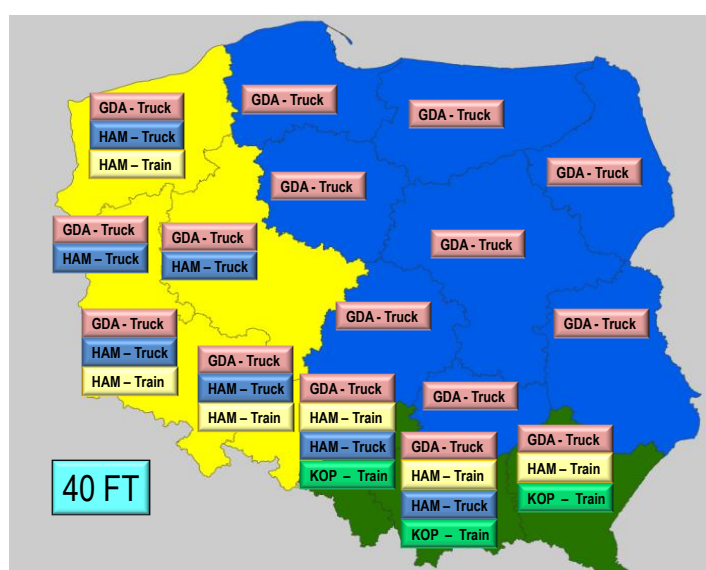 GDA - Truck
HAM – Truck
HAM – Train
GDA - Truck
GDA - Truck
GDA - Truck
GDA - Truck
GDA - Truck
HAM – Truck
GDA - Truck
HAM – Truck
GDA - Truck
GDA - Truck
HAM – Truck
HAM – Train
GDA - Truck
GDA - Truck
GDA - Truck
HAM – Truck
HAM – Train
GDA - Truck
HAM – Train
HAM – Truck
KOP – Train
GDA - Truck
GDA - Truck
HAM – Train
HAM – Truck
KOP – Train
GDA - Truck
HAM – Train
KOP – Train
40 FT